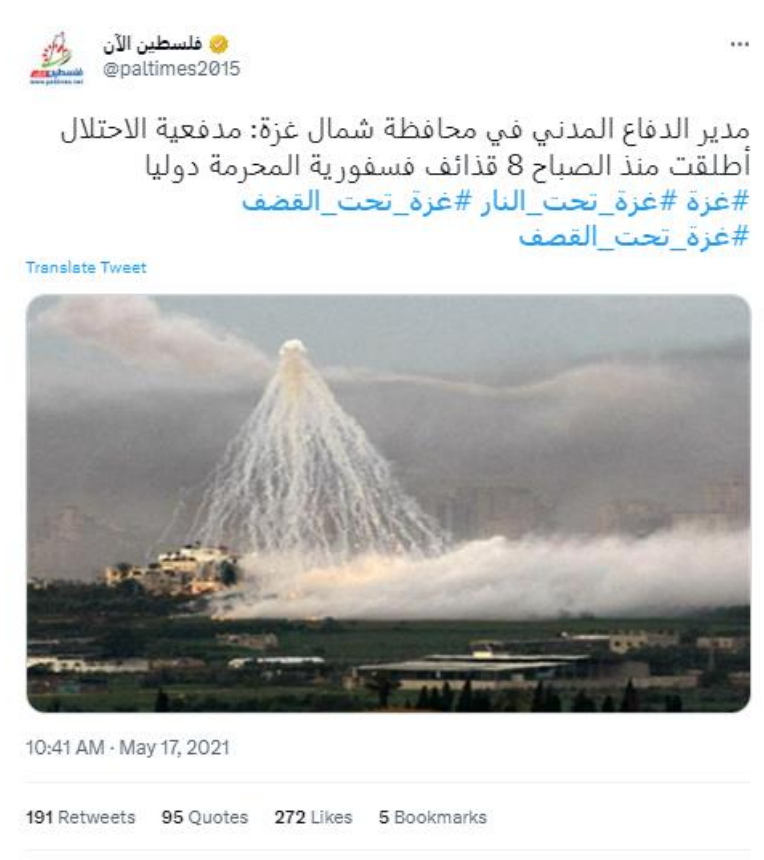 فلسطين الآن
@paltimes2015
مدير الدفاع المدني في محافظة شمال غزة: مدفعية الاحتلال
أطلقت منذ الصباح 8 قذائف فسفورية المحرمة دوليا
#غزة #غزة_تحت_النار #غزة_تحت_القضف
#غزة_تحت_القصف
Translate Tweet
10:41 AM · May 17, 2021
191 Retweets 95 Quotes 272 Likes 5 Bookmarks